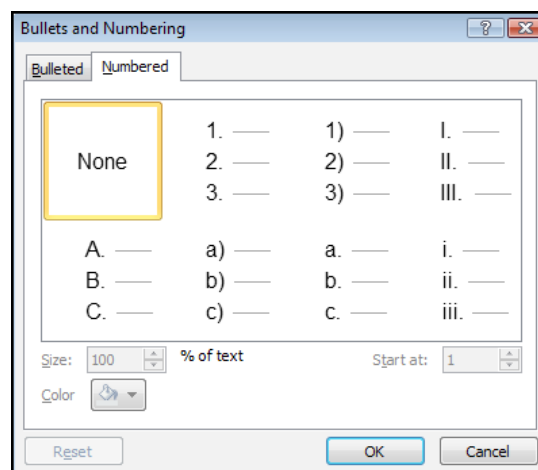 Bullets and Numbering
Bulleted Numbered
None
1.
2.
3.
1)
2)
3)
I.
II.
III.
A.
B.
C.
a)
b)
c)
a.
b.
c.
i.
ii.
iii.
Size: 100 % of text Start at: 1
Color
Reset OK Cancel